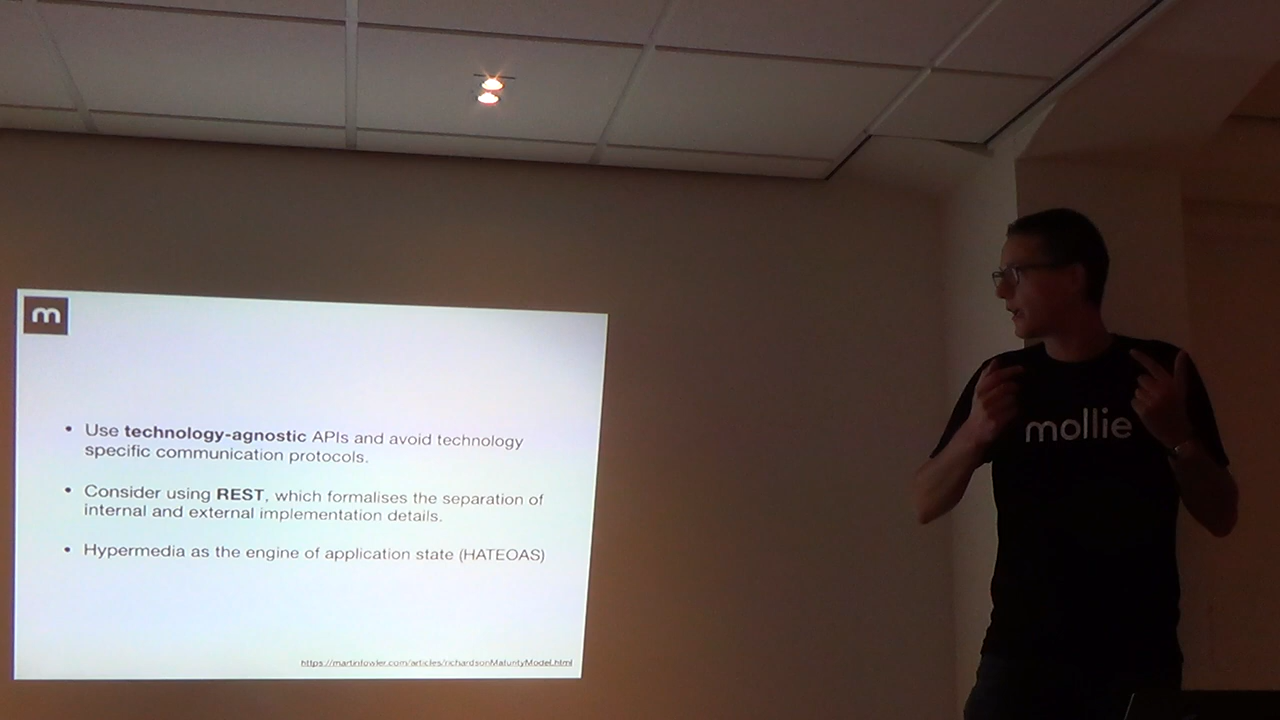 m
• Use technology-agnostic APIs and avoid technology
specific communication protocols.
• Consider using REST, which formalises the separation of
internal and external implementation details.
• Hypermedia as the engine of application state (HATEOAS)
https://martinfowler.com/articles/richardsonMaturityModel.html
mollie